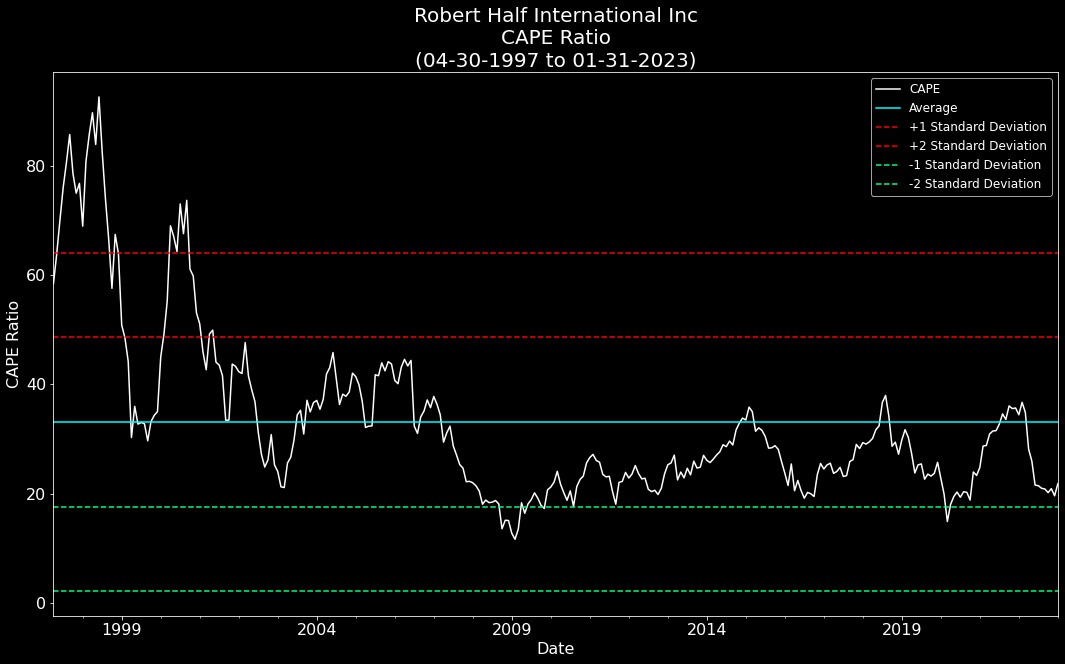 Robert Half International Inc
CAPE Ratio
(04-30-1997 to 01-31-2023)
CAPE
Average
+1 Standard Deviation
+2 Standard Deviation
-1 Standard Deviation
-2 Standard Deviation
CAPE Ratio
80
60
40
20
0
1999
2004
2009
2014
2019
Date